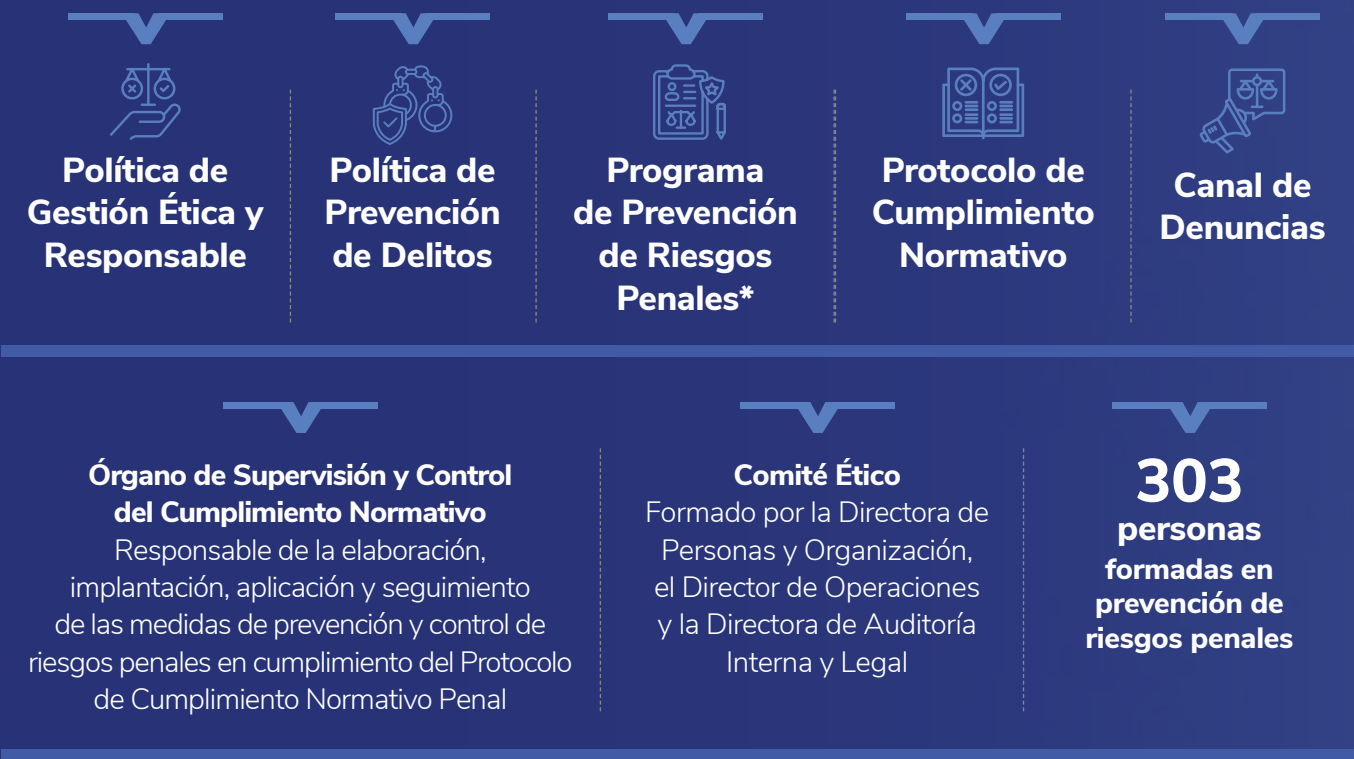 Política de
Gestión Ética y
Responsable
Política de
Prevención
de Delitos
Programa
de Prevención
de Riesgos
Penales*
Protocolo de
Cumplimiento
Normativo
Canal de
Denuncias
Órgano de Supervisión y Control
del Cumplimiento Normativo
Responsable de la elaboración,
implantación, aplicación y seguimiento
de las medidas de prevención y control de
riesgos penales en cumplimiento del Protocolo
de Cumplimiento Normativo Penal
Comité Ético
Formado por la Directora de
Personas y Organización,
el Director de Operaciones
y la Directora de Auditoría
Interna y Legal
303
personas
formadas en
prevención de
riesgos penales